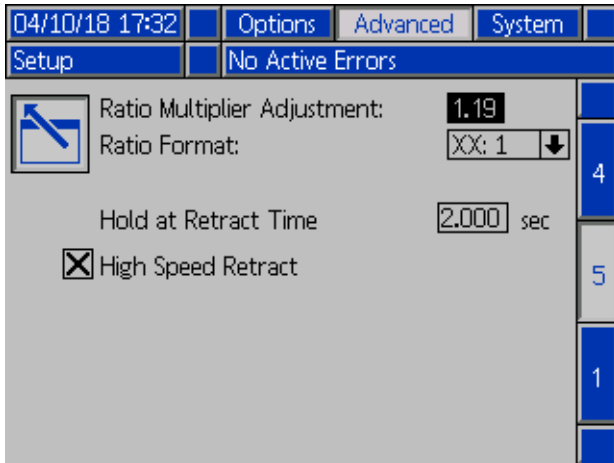 04/10/18 17:32 Options Advanced System
Setup No Active Errors
Ratio Multiplier Adjustment: 1.19
Ratio Format: XX: 1
4
Hold at Retract Time 2.000 sec
High Speed Retract
5
1